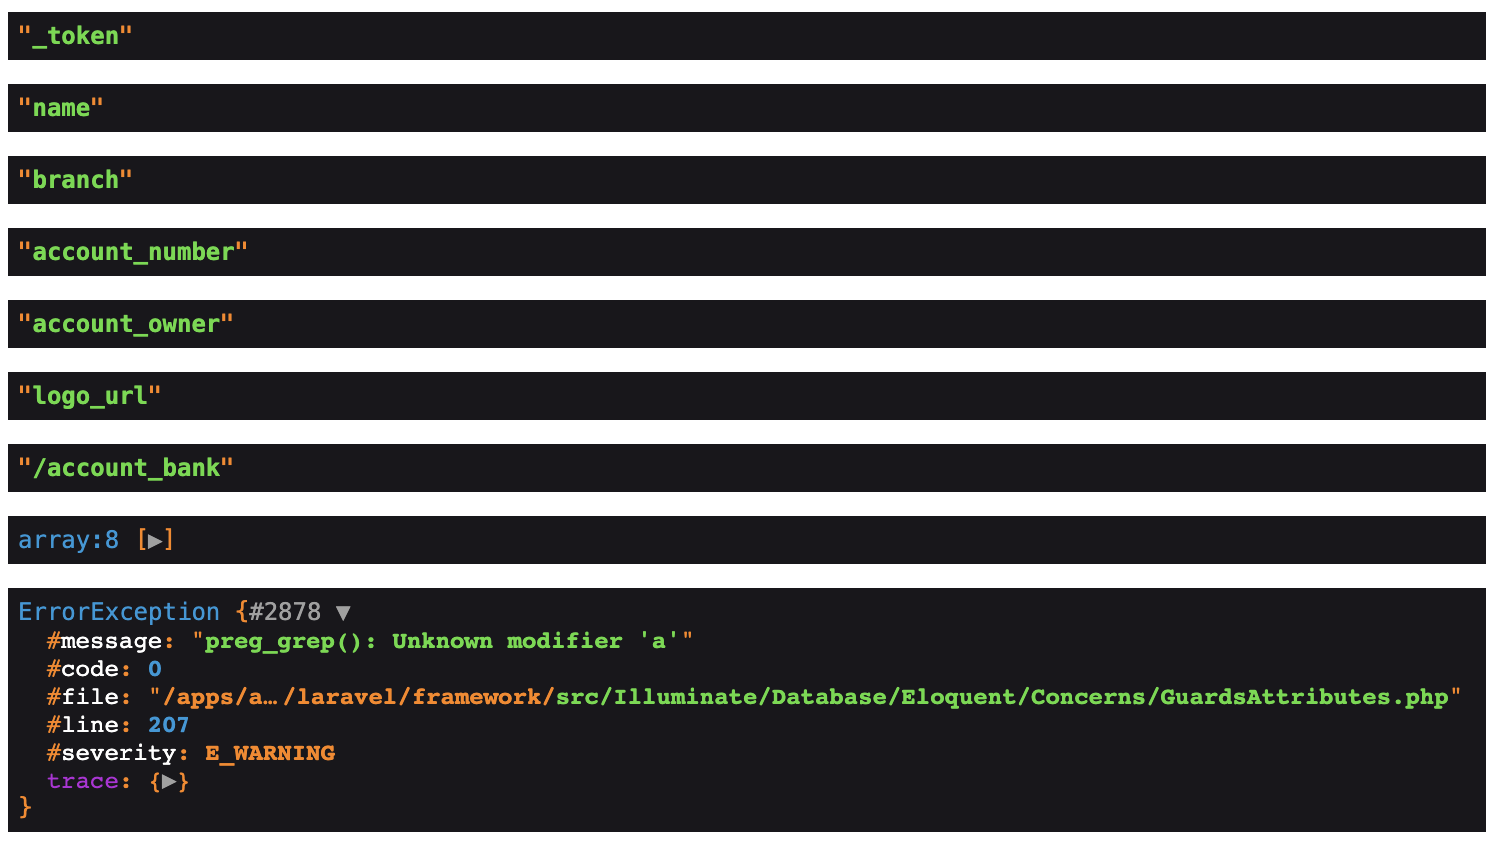 "_token"
"name"
"branch"
"account_number"
"account_owner"
"logo_url"
"/account_bank"
array:8 [▶]
ErrorException {#2878 ▼
#message: "preg_grep(): Unknown modifier 'a'"
#code: 0
#file: "/apps/a…/laravel/framework/src/Illuminate/Database/Eloquent/Concerns/GuardsAttributes.php"
#line: 207
#severity: E_WARNING
trace: {▶}
}